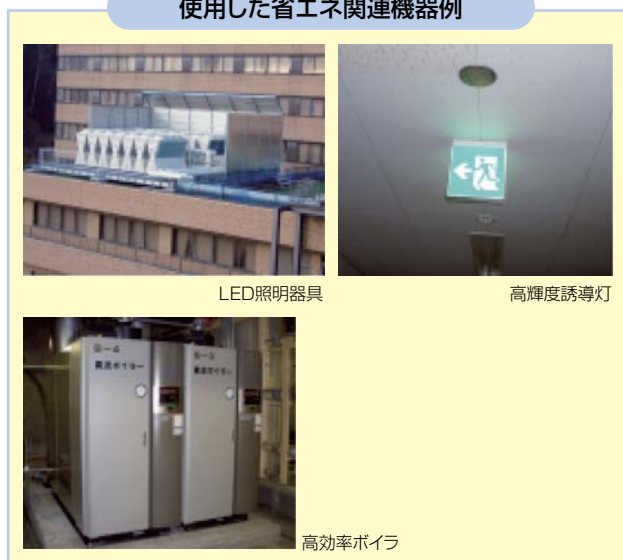 使用した省エネ関連機器例
LED照明器具
高輝度誘導灯
高効率ボイラ